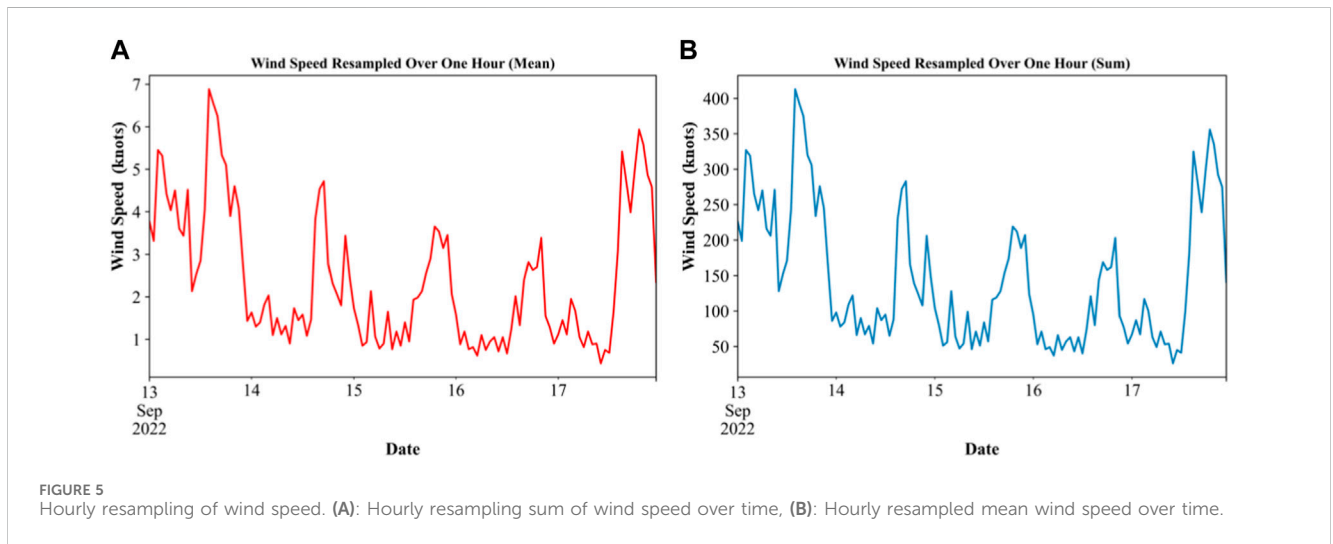 A
Wind Speed Resampled Over One Hour (Mean)
7
6
5
4
3
2
1
Wind Speed (knots)
13
Sep
2022
14
15
16
17
Date
B
Wind Speed Resampled Over One Hour (Sum)
400
350
300
250
200
150
100
50
Wind Speed (knots)
13
Sep
2022
14
15
16
17
Date
FIGURE 5
Hourly resampling of wind speed. (A): Hourly resampling sum of wind speed over time, (B): Hourly resampled mean wind speed over time.